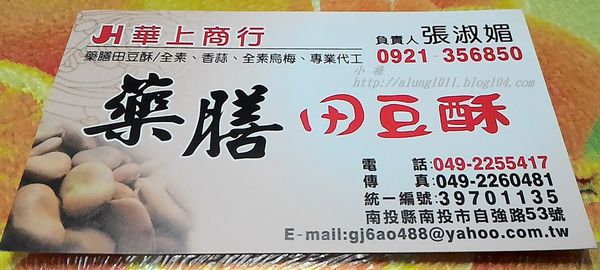 JH 華上商行
負責人 張淑媚
藥膳田豆酥/全素、香蒜、全素烏梅、專業代工
0921-356850
小蓉
http://alung1011.blog104.com
藥膳 田豆酥
電 話:049-2255417
傳 真:049-2260481
統一編號:39701135
南投縣南投市自強路53號
E-mail:gj6ao488@yahoo.com.tw